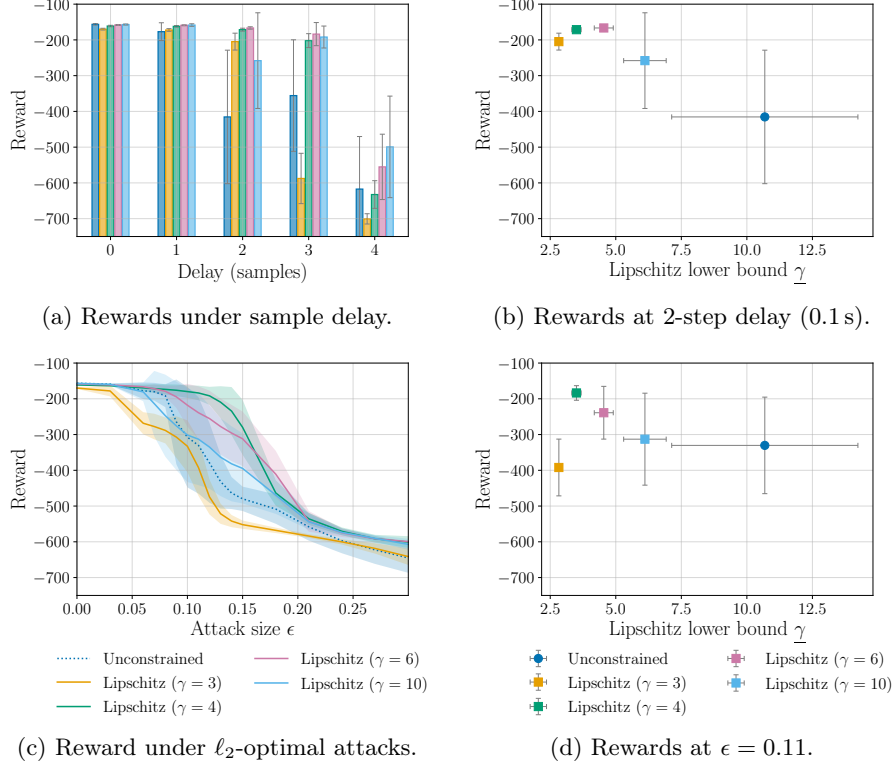 −100
−200
−300
−400
−500
−600
−700
Reward
0 1 2 3 4
Delay (samples)
(a) Rewards under sample delay.
−100
−200
−300
−400
−500
−600
−700
Reward
2.5 5.0 7.5 10.0 12.5
Lipschitz lower bound γ
(b) Rewards at 2-step delay (0.1 s).
−100
−200
−300
−400
−500
−600
−700
Reward
0.00 0.05 0.10 0.15 0.20 0.25
Attack size ϵ
Unconstrained
Lipschitz (γ = 3)
Lipschitz (γ = 4)
Lipschitz (γ = 6)
Lipschitz (γ = 10)
(c) Reward under ℓ₂-optimal attacks.
−100
−200
−300
−400
−500
−600
−700
Reward
2.5 5.0 7.5 10.0 12.5
Lipschitz lower bound γ
Unconstrained
Lipschitz (γ = 3)
Lipschitz (γ = 4)
Lipschitz (γ = 6)
Lipschitz (γ = 10)
(d) Rewards at ϵ = 0.11.